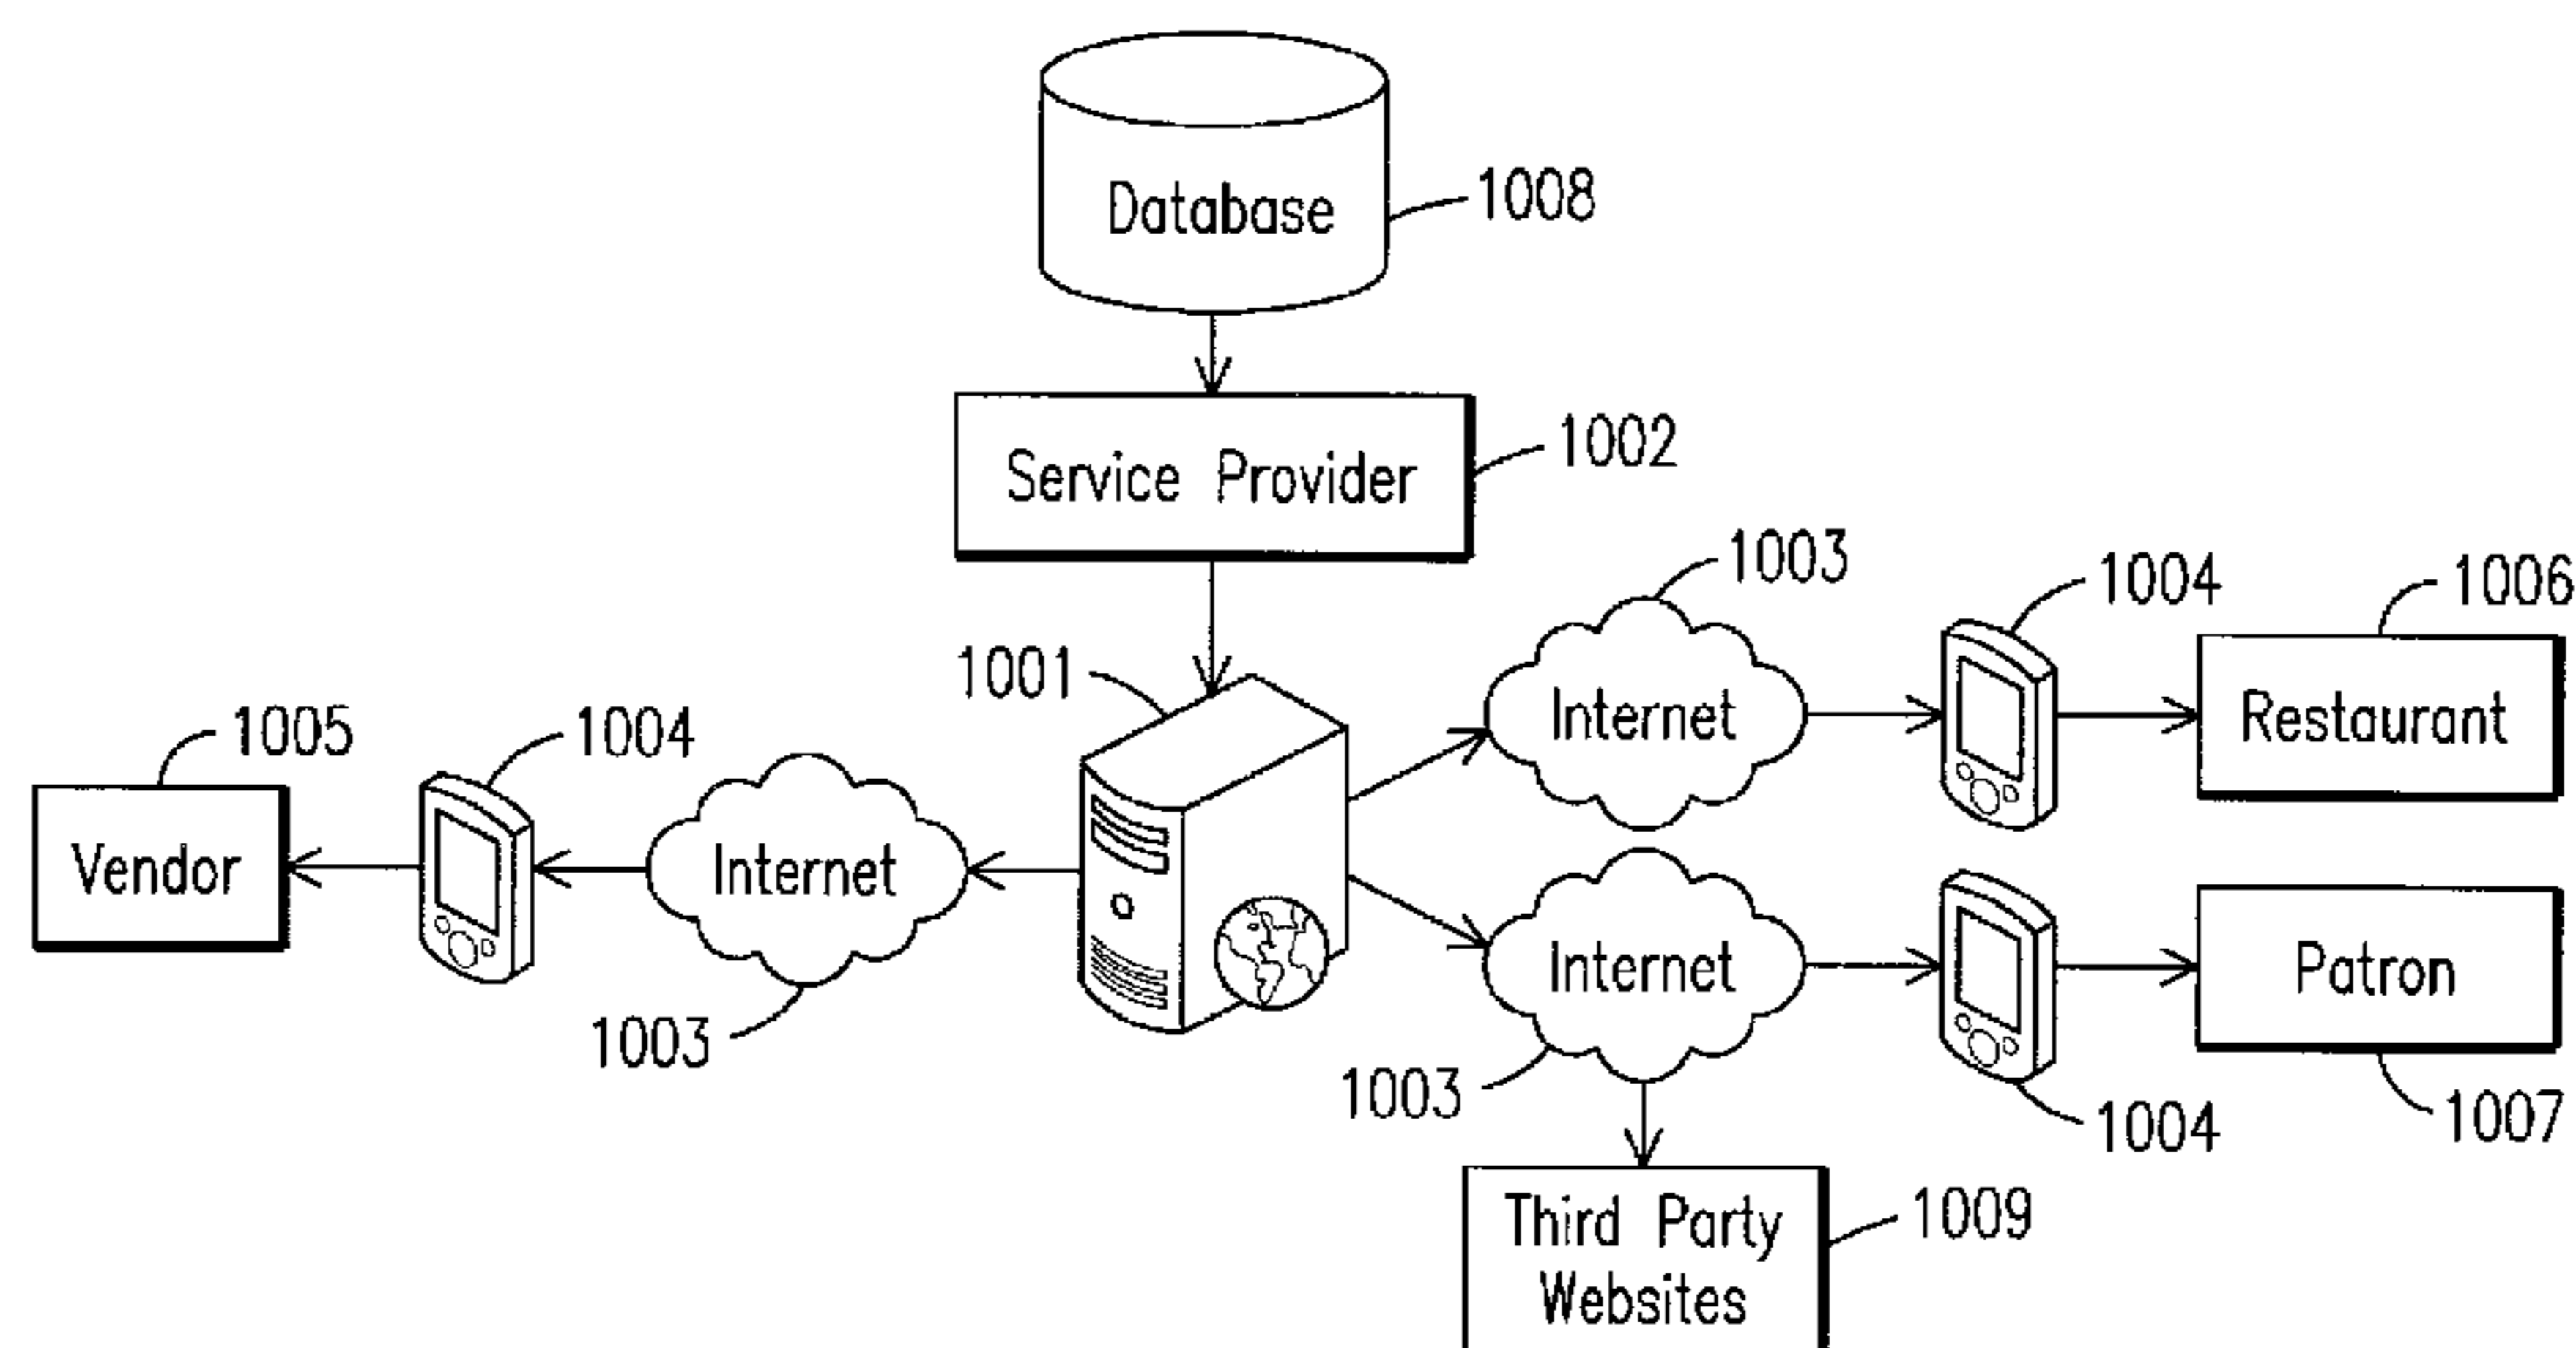 Database
1008
Service Provider
1002
1003
1004
1006
1001
Internet
Restaurant
1005
1004
Vendor
Internet
Internet
Patron
1003
1003
1004
1007
Third Party
Websites
1009